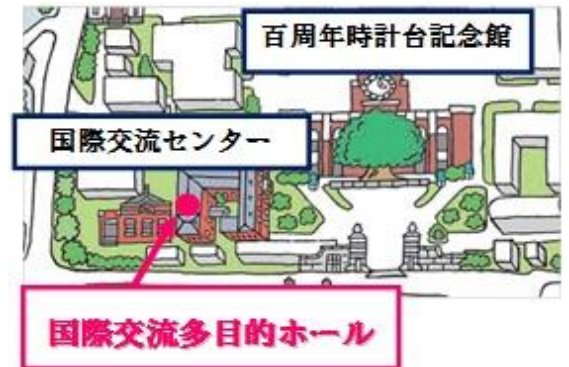 百周年時計台記念館
国際交流センター
国際交流多目的ホール